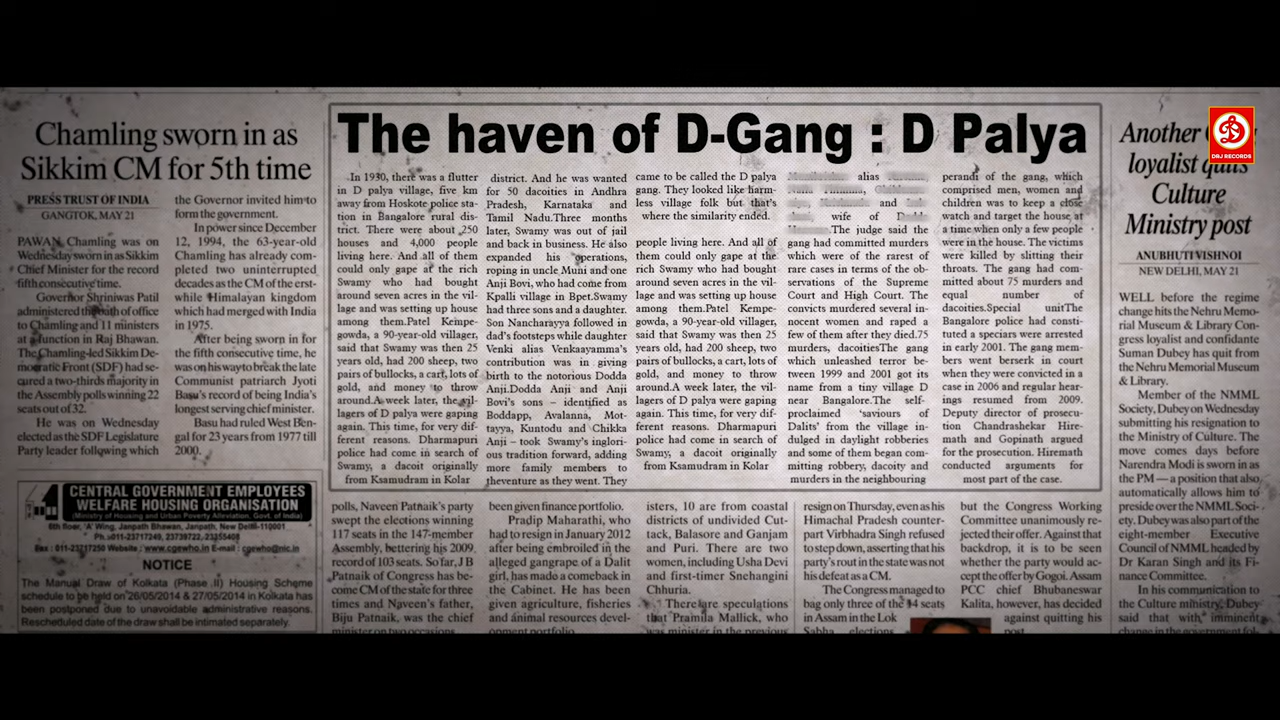 Chamling sworn in as
Sikkim CM for 5th time
PRESS TRUST OF INDIA
GANGTOK, MAY 21
PAWAN Chamling was on
Wednesday sworn in as Sikkim
Chief Minister for the record
fifth consecutive time.
Governor Shriniwas Patil
administered the oath of office
to Chamling and 11 ministers
at a function in Raj Bhawan.
The Chamling-led Sikkim De-
mocratic Front (SDF) had se-
cured a two-thirds majority in
the Assembly polls winning 22
seats out of 32.
He was on Wednesday
elected as the SDF Legislature
Party leader following which
the Governor invited him to
form the government.
In power since December
12, 1994, the 63-year-old
Chamling has already com-
pleted two uninterrupted
decades as the CM of the erst-
while Himalayan kingdom
which had merged with India
in 1975.
After being sworn in for
the fifth consecutive time, he
was on his way to break the late
Communist patriarch Jyoti
Basu's record of being India's
longest serving chief minister.
Basu had ruled West Ben-
gal for 23 years from 1977 till
2000.
CENTRAL GOVERNMENT EMPLOYEES
WELFARE HOUSING ORGANISATION
(Ministry of Housing and Urban Poverty Alleviation, Govt. of India)
6th floor, 'A' Wing, Janpath Bhawan, Janpath, New Delhi-110001
Ph.:011-23717249, 23739722, 23355408
Fax : 011-23717250 Website : www.cgewho.in E-mail : cgewho@nic.in
NOTICE
The Manual Draw of Kolkata (Phase II) Housing Scheme
schedule to be held on 26/05/2014 & 27/05/2014 in Kolkata has
been postponed due to unavoidable administrative reasons.
Rescheduled date of the draw shall be intimated separately.
The haven of D-Gang : D Palya
In 1930, there was a flutter
in D palya village, five km
away from Hoskote police sta-
tion in Bangalore rural dis-
trict. There were about 250
houses and 4,000 people
living here. And all of them
could only gape at the rich
Swamy who had bought
around seven acres in the vil-
lage and was setting up house
among them.Patel Kempe-
gowda, a 90-year-old villager,
said that Swamy was then 25
years old, had 200 sheep, two
pairs of bullocks, a cart, lots of
gold, and money to throw
around.A week later, the vil-
lagers of D palya were gaping
again. This time, for very dif-
ferent reasons. Dharmapuri
police had come in search of
Swamy, a dacoit originally
from Ksamudram in Kolar
district. And he was wanted
for 50 dacoities in Andhra
Pradesh, Karnataka and
Tamil Nadu.Three months
later, Swamy was out of jail
and back in business. He also
expanded his operations,
roping in uncle Muni and one
Anji Bovi, who had come from
Kpalli village in Bpet.Swamy
had three sons and a daughter.
Son Nancharayya followed in
dad's footsteps while daughter
Venki alias Venkaayamma's
contribution was in giving
birth to the notorious Dodda
Anji.Dodda Anji and Anji
Bovi's sons – identified as
Boddapp, Avalanna, Mot-
tayya, Kuntodu and Chikka
Anji – took Swamy's inglori-
ous tradition forward, adding
more family members to
theventure as they went. They
came to be called the D palya
gang. They looked like harm-
less village folk but that's
where the similarity ended.
people living here. And all of
them could only gape at the
rich Swamy who had bought
around seven acres in the vil-
lage and was setting up house
among them.Patel Kempe-
gowda, a 90-year-old villager,
said that Swamy was then 25
years old, had 200 sheep, two
pairs of bullocks, a cart, lots of
gold, and money to throw
around.A week later, the vil-
lagers of D palya were gaping
again. This time, for very dif-
ferent reasons. Dharmapuri
police had come in search of
Swamy, a dacoit originally
from Ksamudram in Kolar
alias
and
wife of
.The judge said the
gang had committed murders
which were of the rarest of
rare cases in terms of the ob-
servations of the Supreme
Court and High Court. The
convicts murdered several in-
nocent women and raped a
few of them after they died.75
murders, dacoitiesThe gang
which unleashed terror be-
tween 1999 and 2001 got its
name from a tiny village D
near Bangalore.The self-
proclaimed 'saviours of
Dalits' from the village in-
dulged in daylight robberies
and some of them began com-
mitting robbery, dacoity and
murders in the neighbouring
perandi of the gang, which
comprised men, women and
children was to keep a close
watch and target the house at
a time when only a few people
were in the house. The victims
were killed by slitting their
throats. The gang had com-
mitted about 75 murders and
equal number of
dacoities.Special unitThe
Bangalore police had consti-
tuted a speciars were arrested
in early 2001. The gang mem-
bers went berserk in court
when they were convicted in a
case in 2006 and regular hear-
ings resumed from 2009.
Deputy director of prosecu-
tion Chandrashekar Hire-
math and Gopinath argued
for the prosecution. Hiremath
conducted arguments for
most part of the case.
polls, Naveen Patnaik's party
swept the elections winning
117 seats in the 147-member
Assembly, bettering his 2009
record of 103 seats. So far, J B
Patnaik of Congress has be-
come CM of the state for three
times and Naveen's father,
Biju Patnaik, was the chief
minister on two occasions.
been given finance portfolio.
Pradip Maharathi, who
had to resign in January 2012
after being embroiled in the
alleged gangrape of a Dalit
girl, has made a comeback in
the Cabinet. He has been
given agriculture, fisheries
and animal resources devel-
opment portfolio.
isters, 10 are from coastal
districts of undivided Cut-
tack, Balasore and Ganjam
and Puri. There are two
women, including Usha Devi
and first-timer Snehangini
Chhuria.
There are speculations
that Pramila Mallick, who
was minister in the previous
resign on Thursday, even as his
Himachal Pradesh counter-
part Virbhadra Singh refused
to step down, asserting that his
party's rout in the state was not
his defeat as a CM.
The Congress managed to
bag only three of the 14 seats
in Assam in the Lok
Sabha elections
but the Congress Working
Committee unanimously re-
jected their offer. Against that
backdrop, it is to be seen
whether the party would ac-
cept the offer by Gogoi. Assam
PCC chief Bhubaneswar
Kalita, however, has decided
against quitting his
post.
Another
loyalist quits
Culture
Ministry post
ANUBHUTI VISHNOI
NEW DELHI, MAY 21
WELL before the regime
change hits the Nehru Memo-
rial Museum & Library Con-
gress loyalist and confidante
Suman Dubey has quit from
the Nehru Memorial Museum
& Library.
Member of the NMML
Society, Dubey on Wednesday
submitting his resignation to
the Ministry of Culture. The
move comes days before
Narendra Modi is sworn in as
the PM — a position that also
automatically allows him to
preside over the NMML Soci-
ety. Dubey was also part of the
eight-member Executive
Council of NMML headed by
Dr Karan Singh and its Fi-
nance Committee.
In his communication to
the Culture ministry, Dubey
said that with imminent
change in the government fol-
DRJ RECORDS